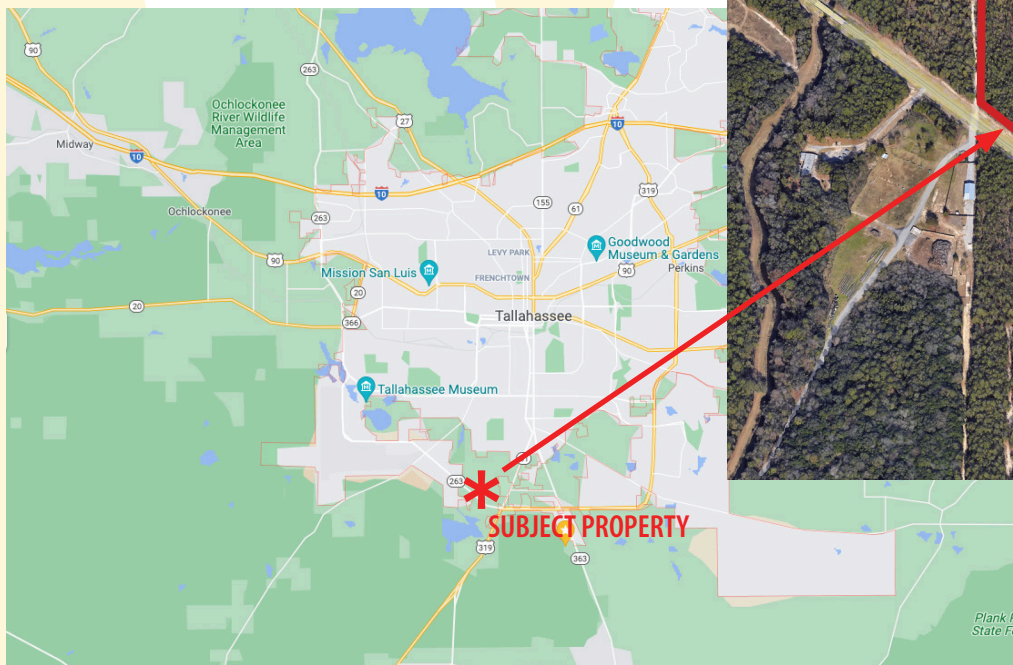 90
263
Ochlockonee
River Wildlife
Management
Area
27
Midway
10
10
10
319
Ochlockonee
155
61
263
LEVY PARK
Goodwood
Museum & Gardens
90
Mission San Luis
90
Perkins
FRENCHTOWN
20
20
366
Tallahassee
Tallahassee Museum
263
SUBJECT PROPERTY
319
363
Plank
State